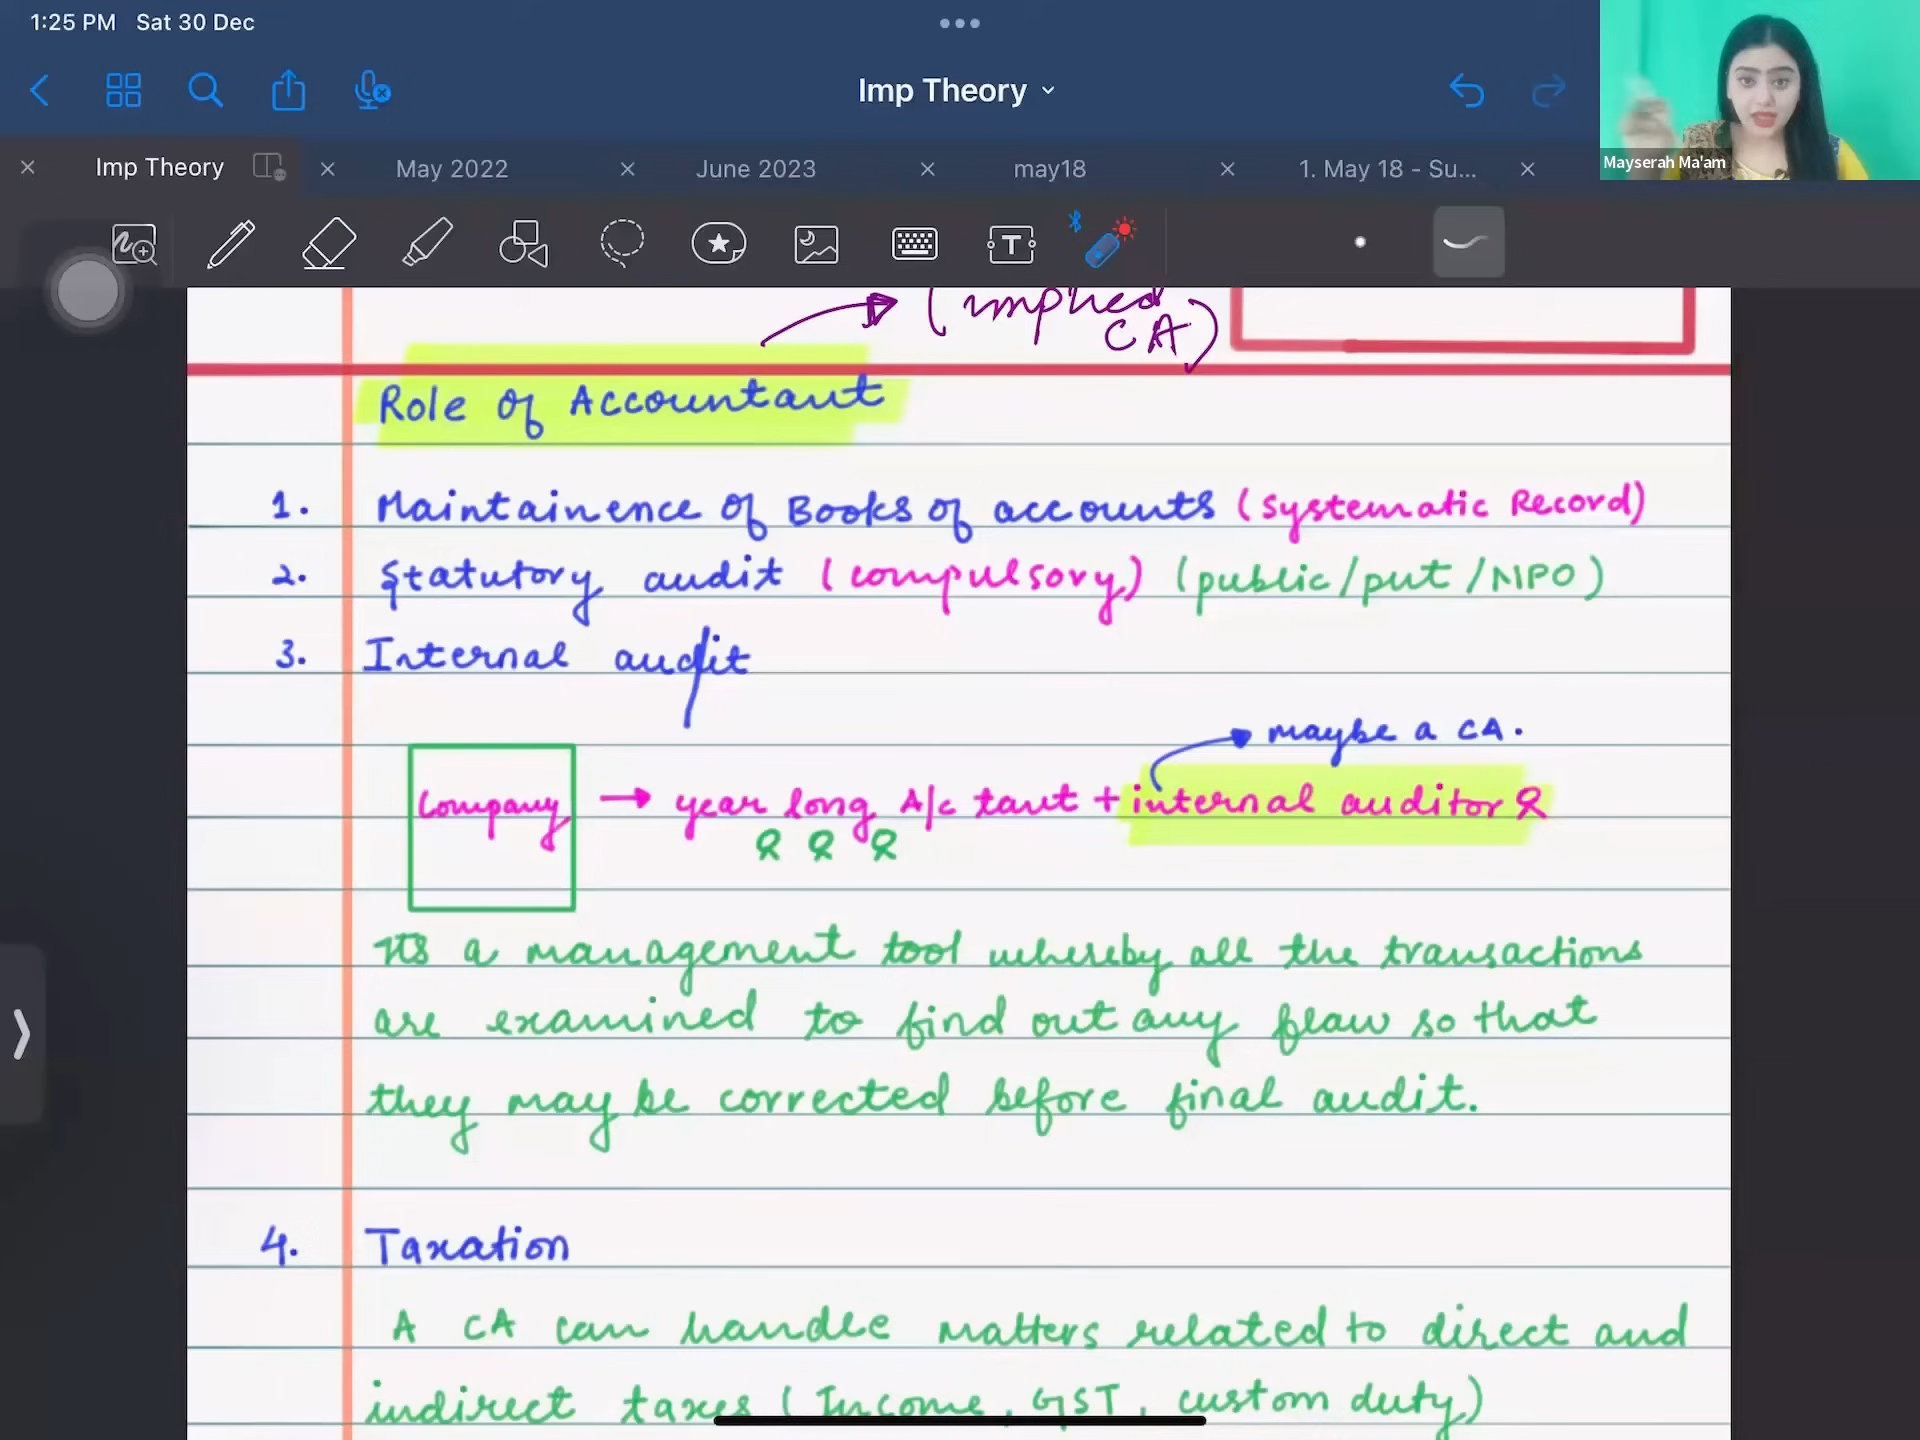 1:25 PM Sat 30 Dec
Imp Theory
Mayserah Ma'am
Imp Theory May 2022 June 2023 may18 1. May 18 - Su...
(implied
CA)
Role of Accountant
1. Maintainence of Books of accounts (systematic Record)
2. Statutory audit (compulsory) (public/pvt/NPO)
3. Internal audit
maybe a CA.
Company → year long A/c tant + internal auditor
Its a management tool whereby all the transactions
are examined to find out any flaw so that
they may be corrected before final audit.
4. Taxation
A CA can handle matters related to direct and
indirect taxes (Income, GST, custom duty)